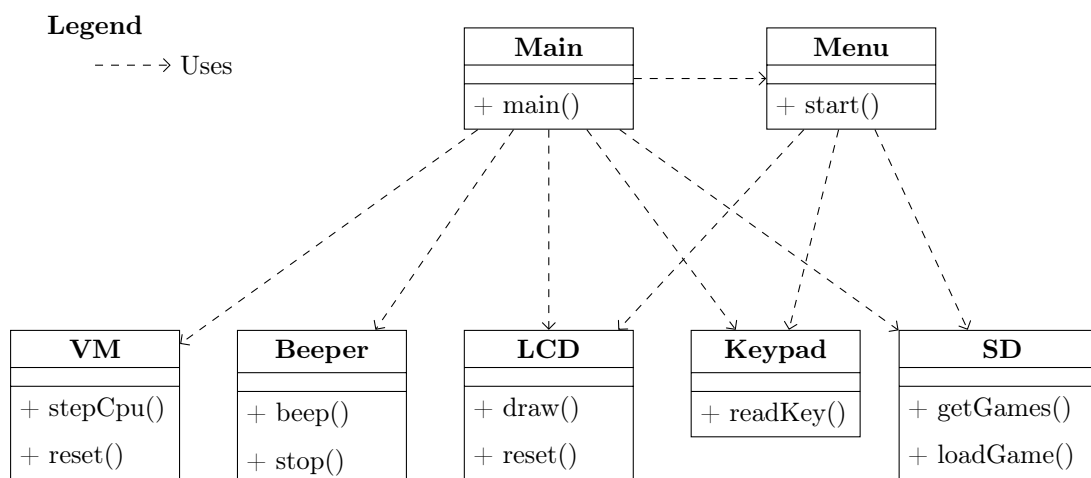 Legend
Uses
Main
+ main()
Menu
+ start()
VM
+ stepCpu()
+ reset()
Beeper
+ beep()
+ stop()
LCD
+ draw()
+ reset()
Keypad
+ readKey()
SD
+ getGames()
+ loadGame()